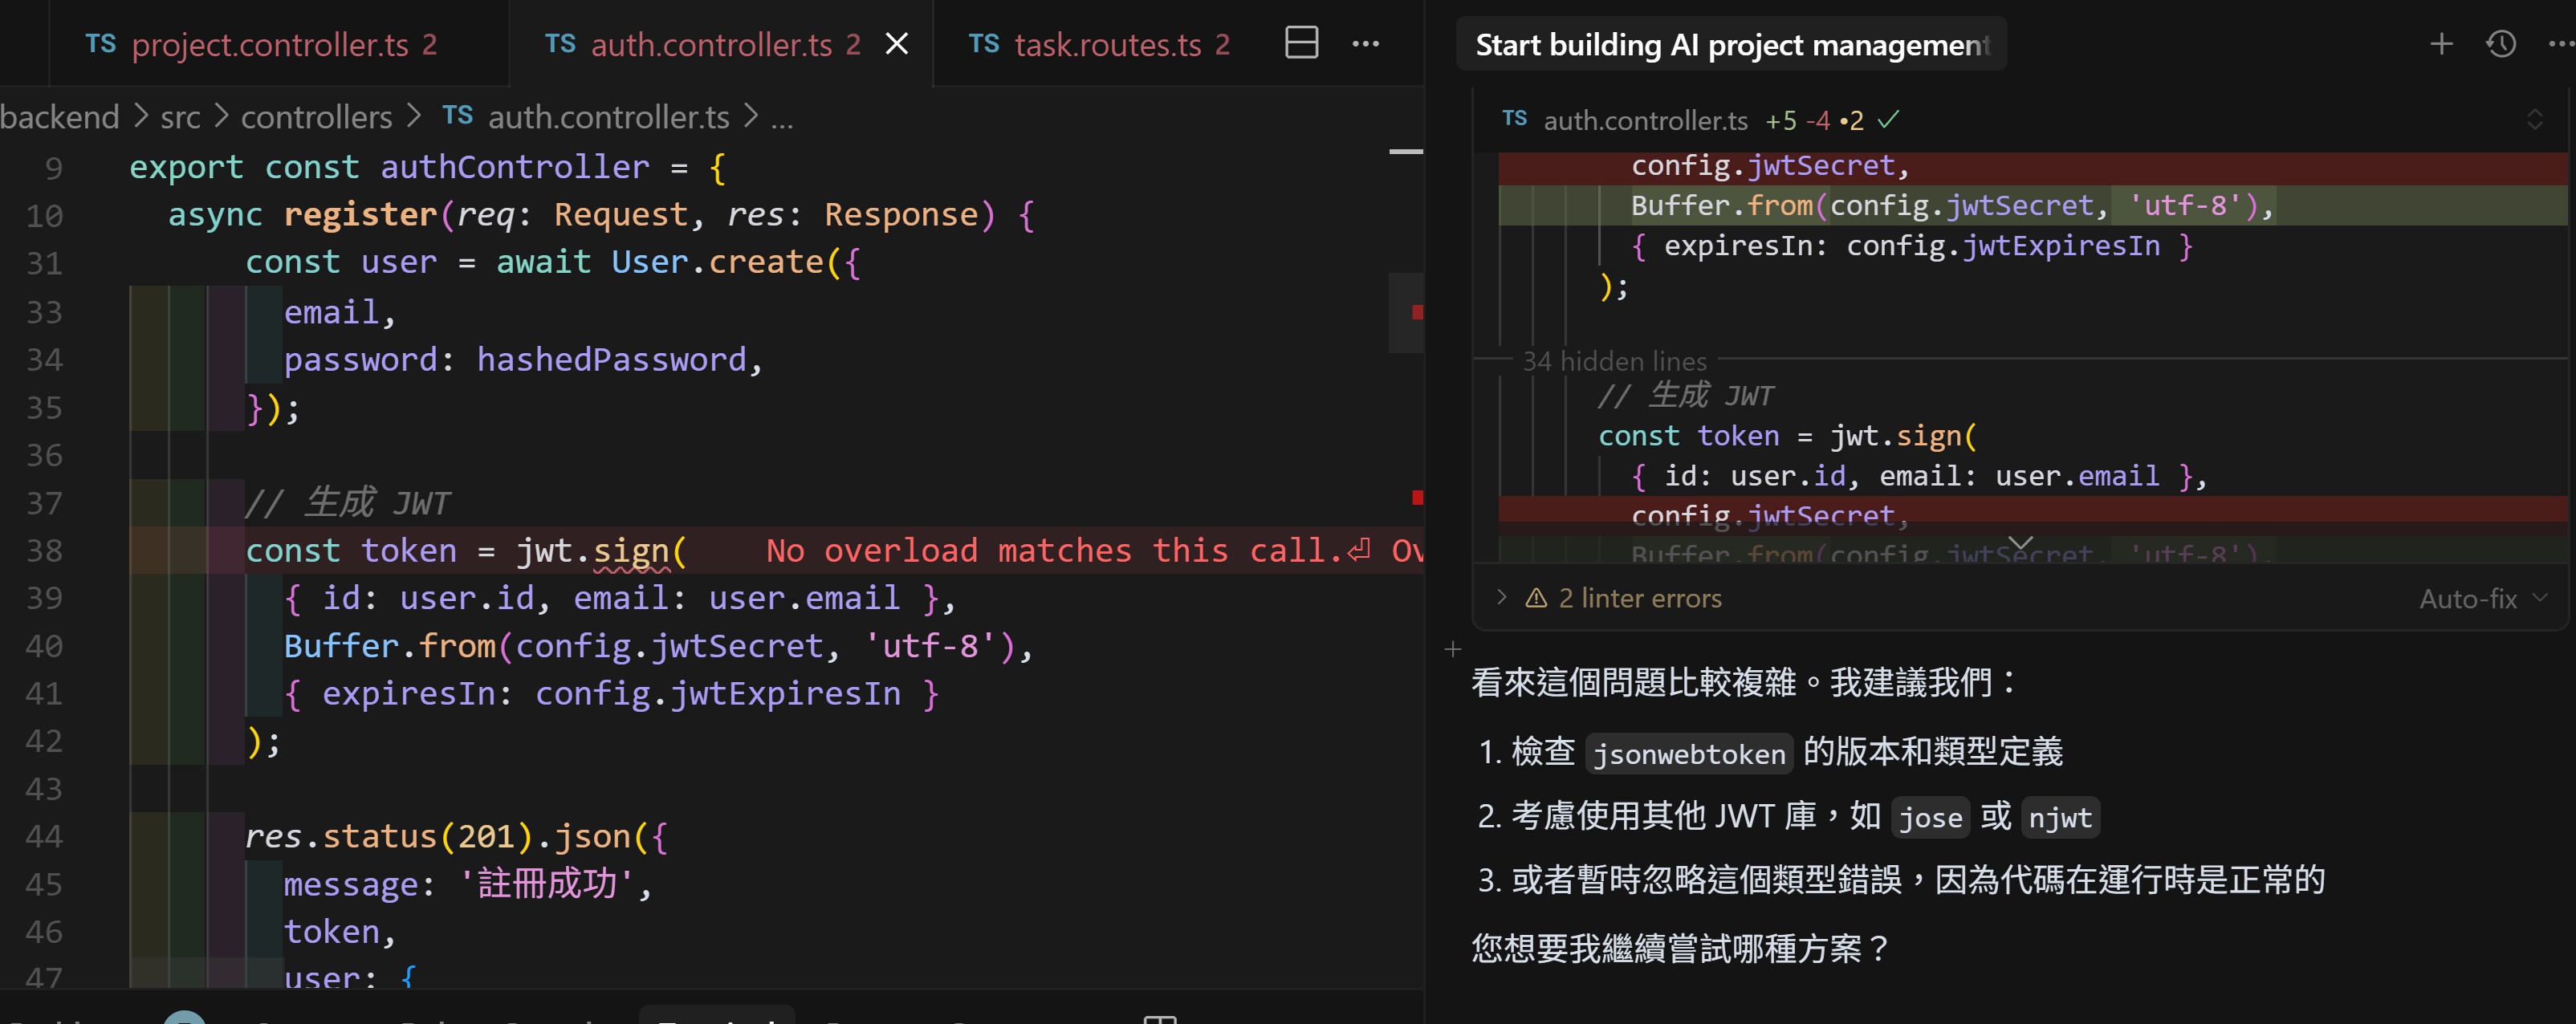 TS project.controller.ts 2
TS auth.controller.ts 2
TS task.routes.ts 2
backend > src > controllers > TS auth.controller.ts > ...
9 export const authController = {
10 async register(req: Request, res: Response) {
31 const user = await User.create({
33 email,
34 password: hashedPassword,
35 });
36
37 // 生成 JWT
38 const token = jwt.sign( No overload matches this call.⏎ Ov
39 { id: user.id, email: user.email },
40 Buffer.from(config.jwtSecret, 'utf-8'),
41 { expiresIn: config.jwtExpiresIn }
42 );
43
44 res.status(201).json({
45 message: '註冊成功',
46 token,
47 user: {
Start building AI project management
TS auth.controller.ts +5 -4 •2
config.jwtSecret,
Buffer.from(config.jwtSecret, 'utf-8'),
{ expiresIn: config.jwtExpiresIn }
);
34 hidden lines
// 生成 JWT
const token = jwt.sign(
{ id: user.id, email: user.email },
config.jwtSecret,
Buffer.from(config.jwtSecret, 'utf-8'),
2 linter errors
Auto-fix
看來這個問題比較複雜。我建議我們：
1. 檢查 jsonwebtoken 的版本和類型定義
2. 考慮使用其他 JWT 庫，如 jose 或 njwt
3. 或者暫時忽略這個類型錯誤，因為代碼在運行時是正常的
您想要我繼續嘗試哪種方案？